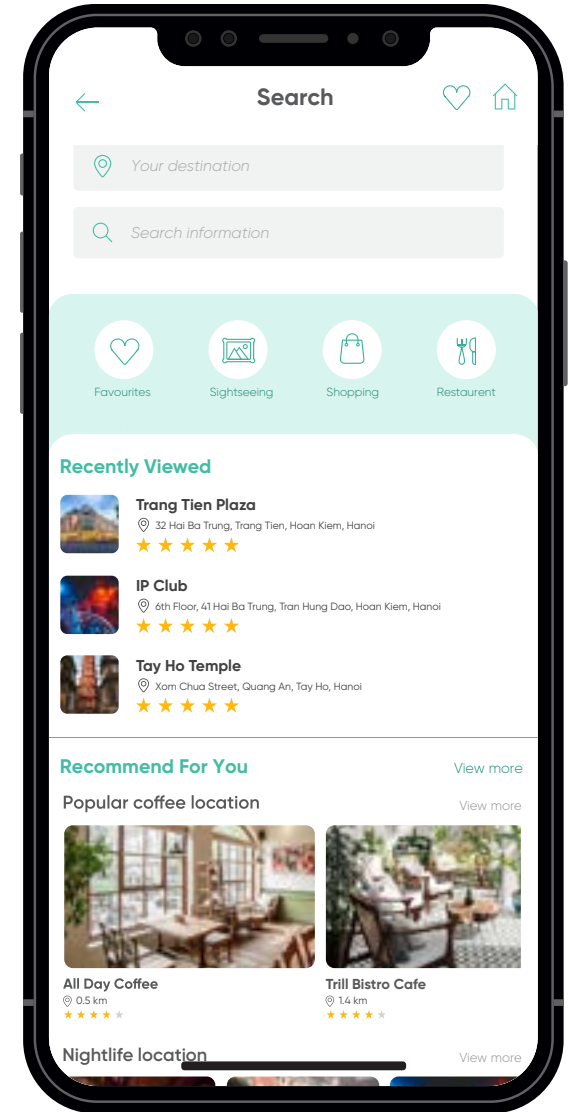 Search
Your destination
Search information
Favourites
Sightseeing
Shopping
Restaurent
Recently Viewed
Trang Tien Plaza
32 Hai Ba Trung, Trang Tien, Hoan Kiem, Hanoi
IP Club
6th Floor, 41 Hai Ba Trung, Tran Hung Dao, Hoan Kiem, Hanoi
Tay Ho Temple
Xom Chua Street, Quang An, Tay Ho, Hanoi
Recommend For You
View more
Popular coffee location
View more
All Day Coffee
0.5 km
Trill Bistro Cafe
1.4 km
Nightlife location
View more